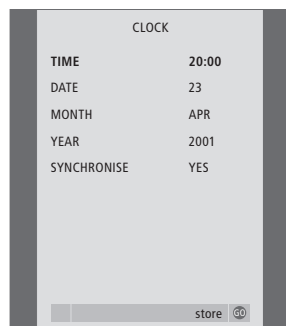 CLOCK
TIME 20:00
DATE 23
MONTH APR
YEAR 2001
SYNCHRONISE YES
store GO